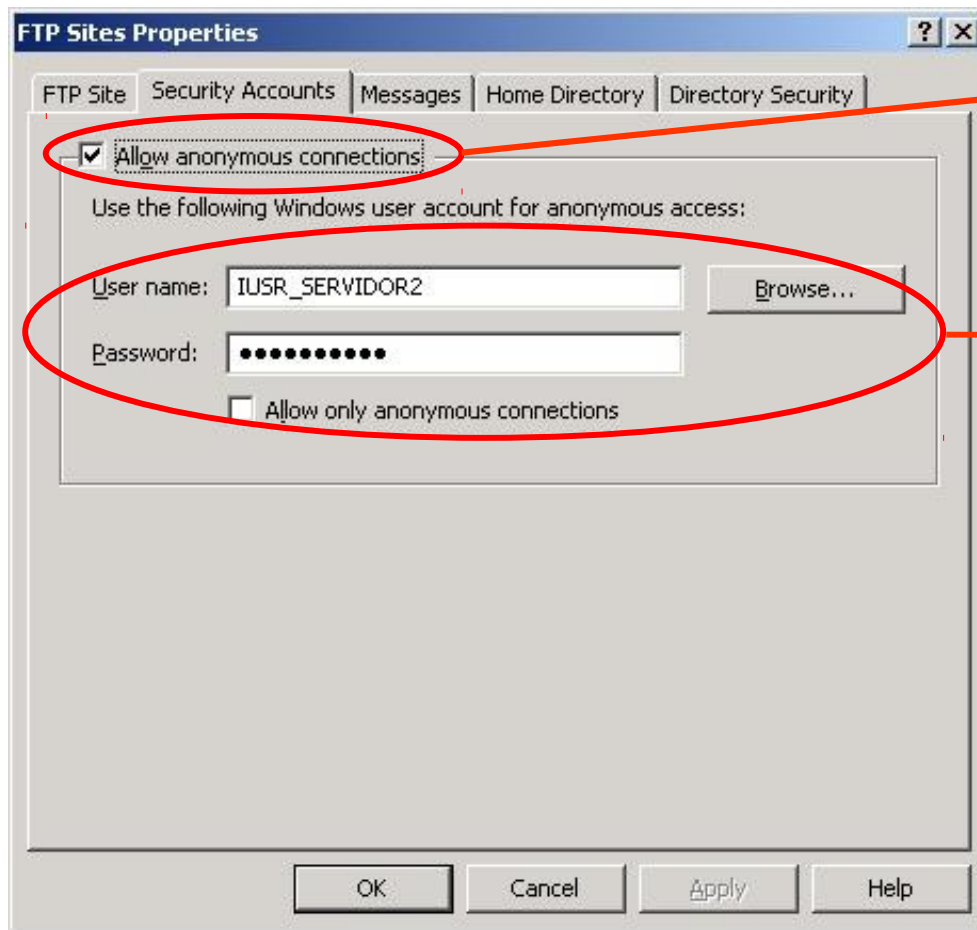 FTP Sites Properties
FTP Site Security Accounts Messages Home Directory Directory Security
Allow anonymous connections
Use the following Windows user account for anonymous access:
User name: IUSR_SERVIDOR2 Browse...
Password: ●●●●●●●●●●
Allow only anonymous connections
OK Cancel Apply Help